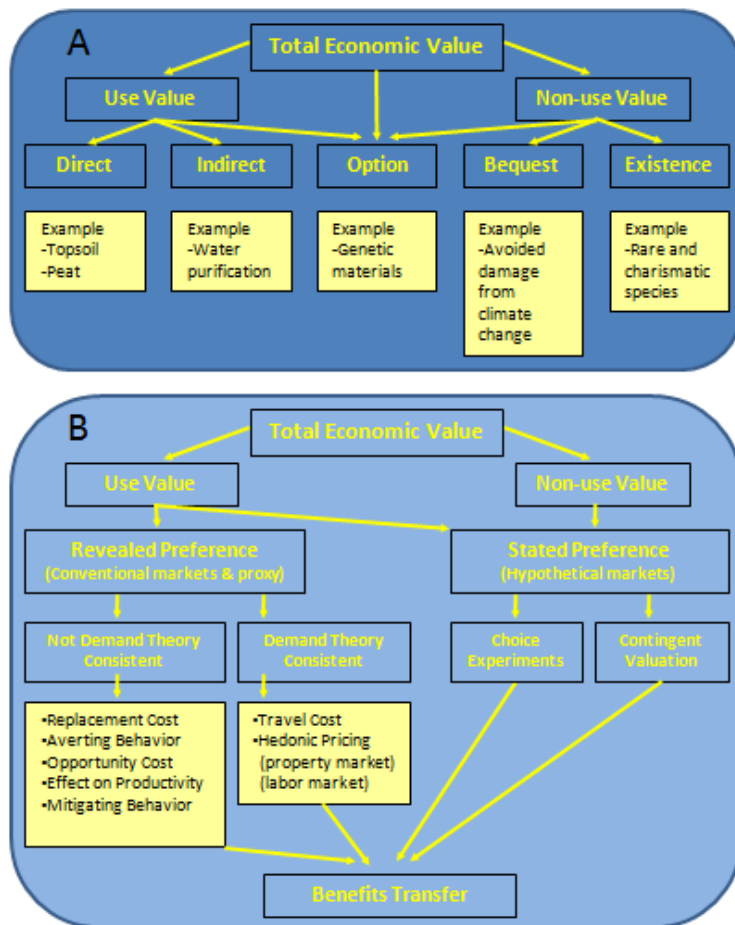 A
Total Economic Value
Use Value
Non-use Value
Direct
Indirect
Option
Bequest
Existence
Example
-Topsoil
-Peat
Example
-Water
purification
Example
-Genetic
materials
Example
-Avoided
damage
from
climate
change
Example
-Rare and
charismatic
species
B
Total Economic Value
Use Value
Non-use Value
Revealed Preference
(Conventional markets & proxy)
Stated Preference
(Hypothetical markets)
Not Demand Theory
Consistent
Demand Theory
Consistent
Choice
Experiments
Contingent
Valuation
▪Replacement Cost
▪Averting Behavior
▪Opportunity Cost
▪Effect on Productivity
▪Mitigating Behavior
▪Travel Cost
▪Hedonic Pricing
(property market)
(labor market)
Benefits Transfer